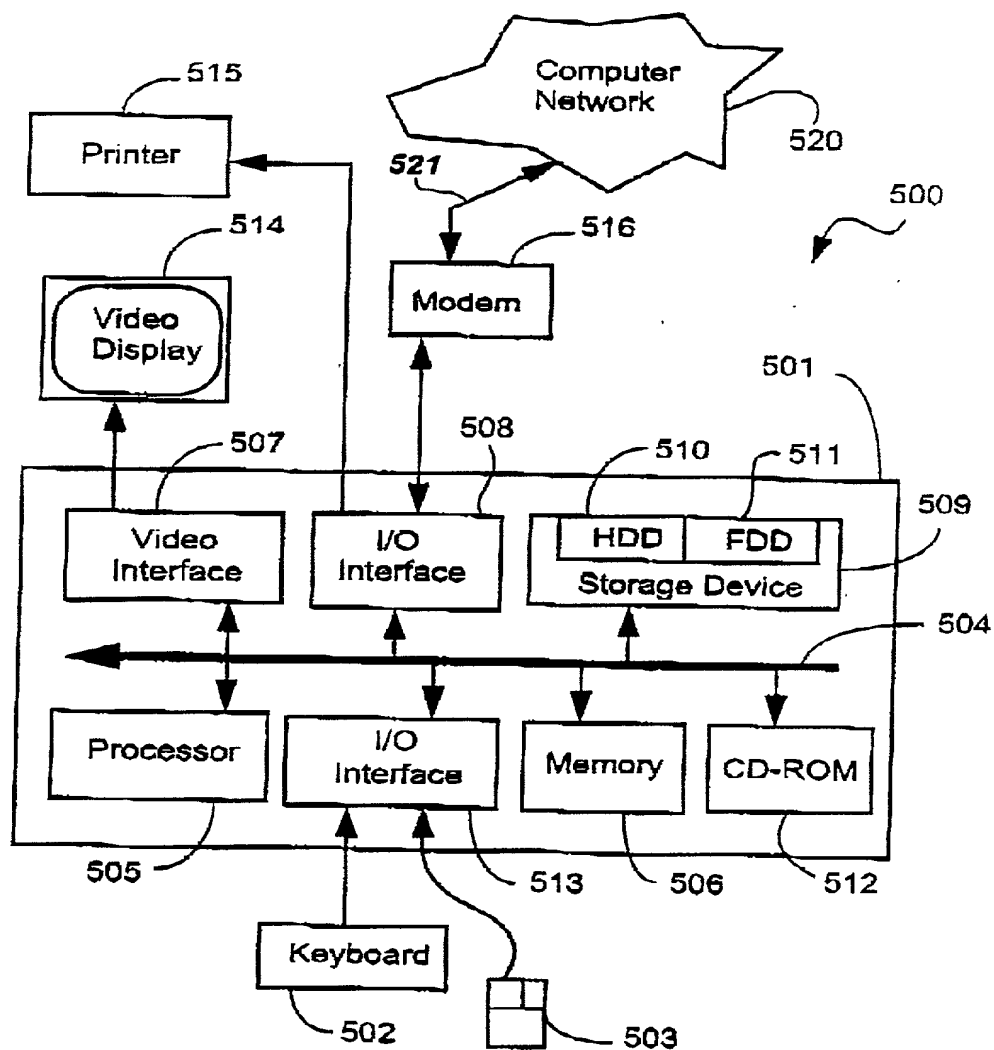 Computer
Network
520
515
Printer
521
500
514
516
Video
Display
Modem
501
507
508
510
511
509
Video
Interface
I/O
Interface
HDD
FDD
Storage Device
504
Processor
I/O
Interface
Memory
CD-ROM
505
513
506
512
Keyboard
502
503